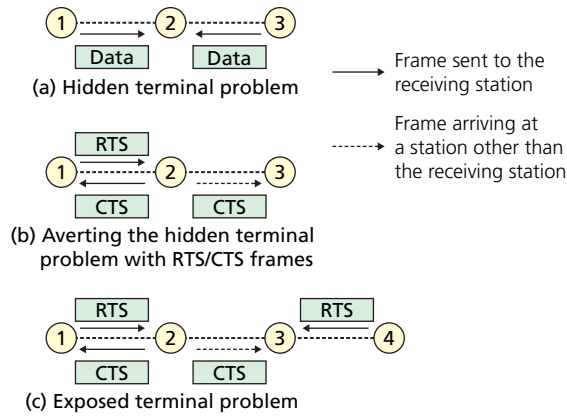 1 2 3
Data Data
(a) Hidden terminal problem
Frame sent to the
receiving station
Frame arriving at
a station other than
the receiving station
RTS
1 2 3
CTS CTS
(b) Averting the hidden terminal
problem with RTS/CTS frames
RTS RTS
1 2 3 4
CTS CTS
(c) Exposed terminal problem